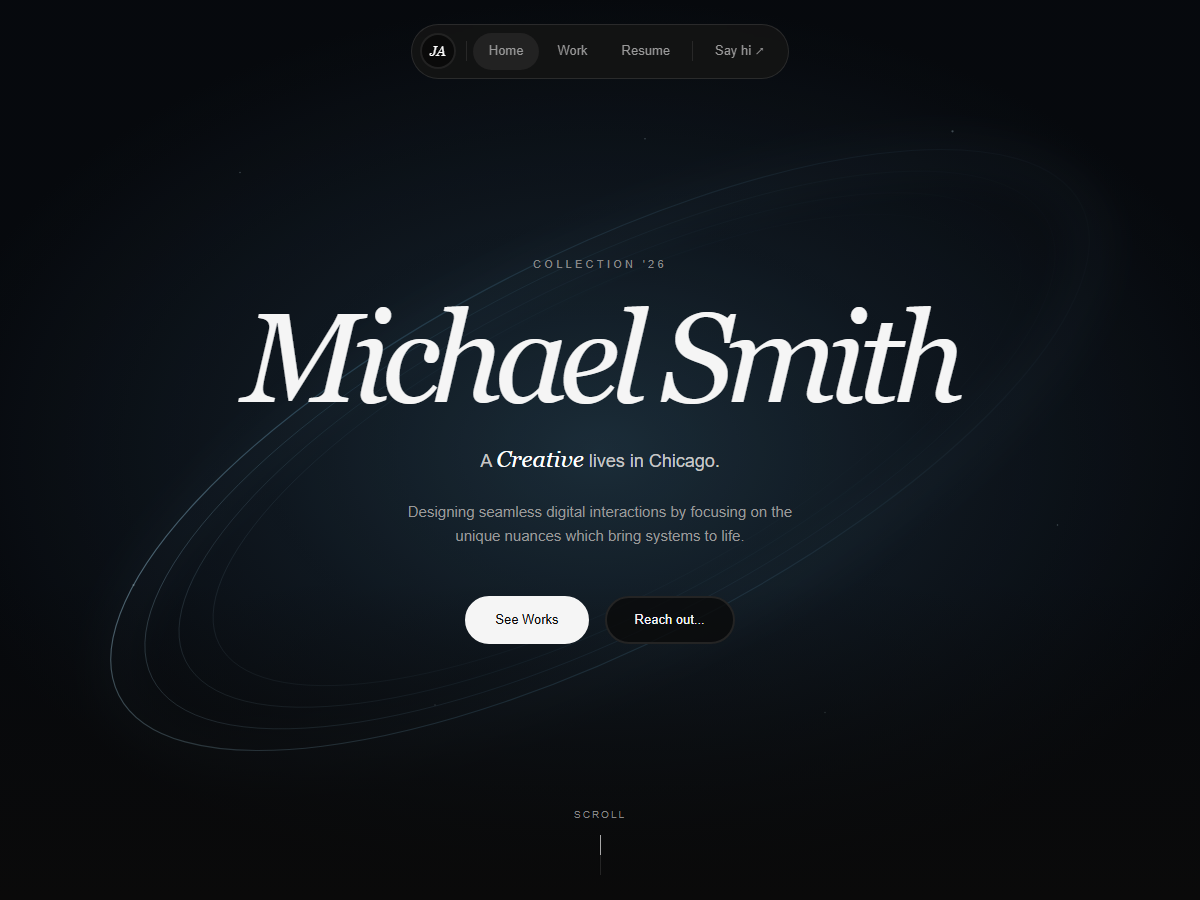 JA
Home
Work
Resume
Say hi ↗
COLLECTION '26
Michael Smith
A Creative lives in Chicago.
Designing seamless digital interactions by focusing on the
unique nuances which bring systems to life.
See Works
Reach out...
SCROLL